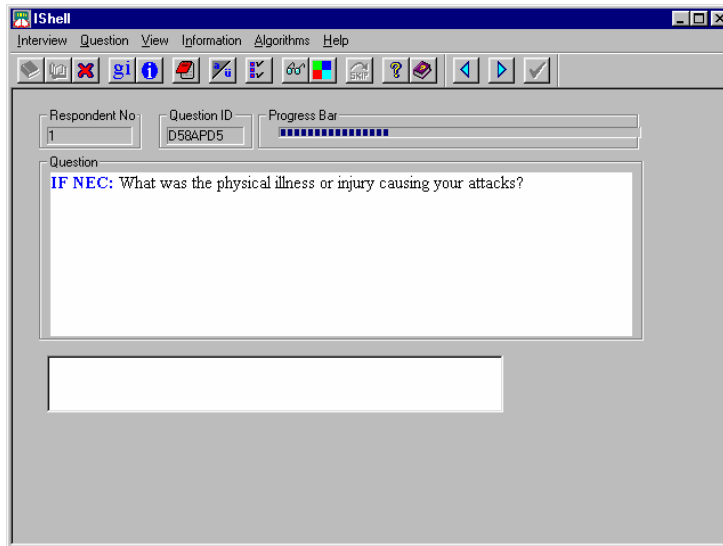 IShell
Interview Question View Information Algorithms Help
gi i a/ü SKIP ?
Respondent No Question ID Progress Bar
1 D58APD5
Question
IF NEC: What was the physical illness or injury causing your attacks?